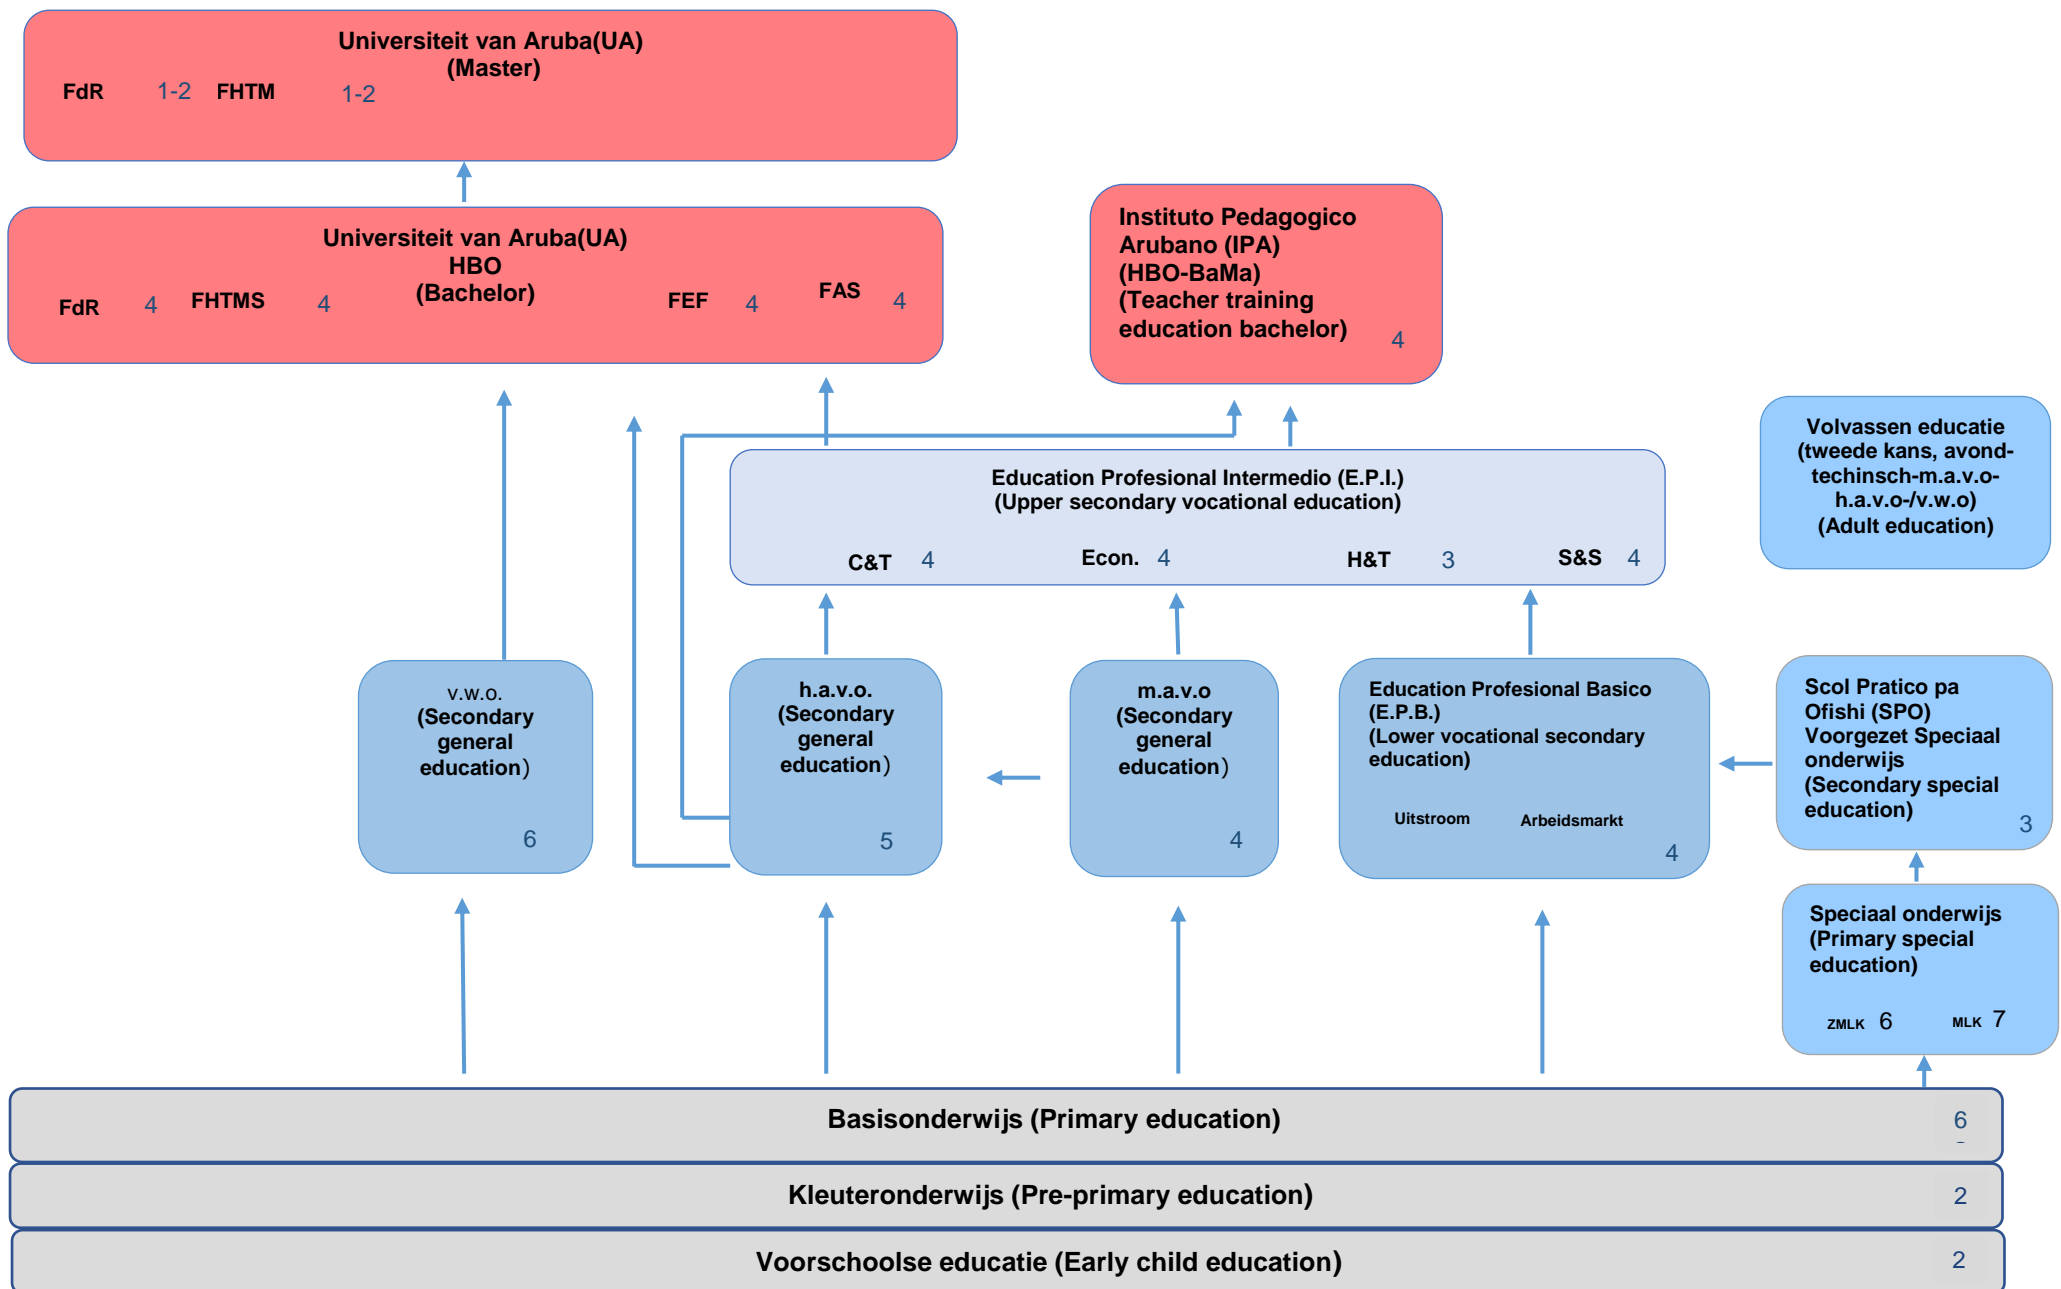 Universiteit van Aruba(UA)
(Master)
FdR 1-2 FHTM 1-2
Universiteit van Aruba(UA)
HBO
(Bachelor)
FdR 4 FHTMS 4 FEF 4 FAS 4
Instituto Pedagogico
Arubano (IPA)
(HBO-BaMa)
(Teacher training
education bachelor)
4
Volvassen educatie
(tweede kans, avond-
techinsch-m.a.v.o-
h.a.v.o-/v.w.o)
(Adult education)
Education Profesional Intermedio (E.P.I.)
(Upper secondary vocational education)
C&T 4 Econ. 4 H&T 3 S&S 4
v.w.o.
(Secondary
general
education)
6
h.a.v.o.
(Secondary
general
education)
5
m.a.v.o
(Secondary
general
education)
4
Education Profesional Basico
(E.P.B.)
(Lower vocational secondary
education)
Uitstroom Arbeidsmarkt
4
Scol Pratico pa
Ofishi (SPO)
Voorgezet Speciaal
onderwijs
(Secondary special
education)
3
Speciaal onderwijs
(Primary special
education)
ZMLK 6 MLK 7
Basisonderwijs (Primary education) 6
Kleuteronderwijs (Pre-primary education) 2
Voorschoolse educatie (Early child education) 2